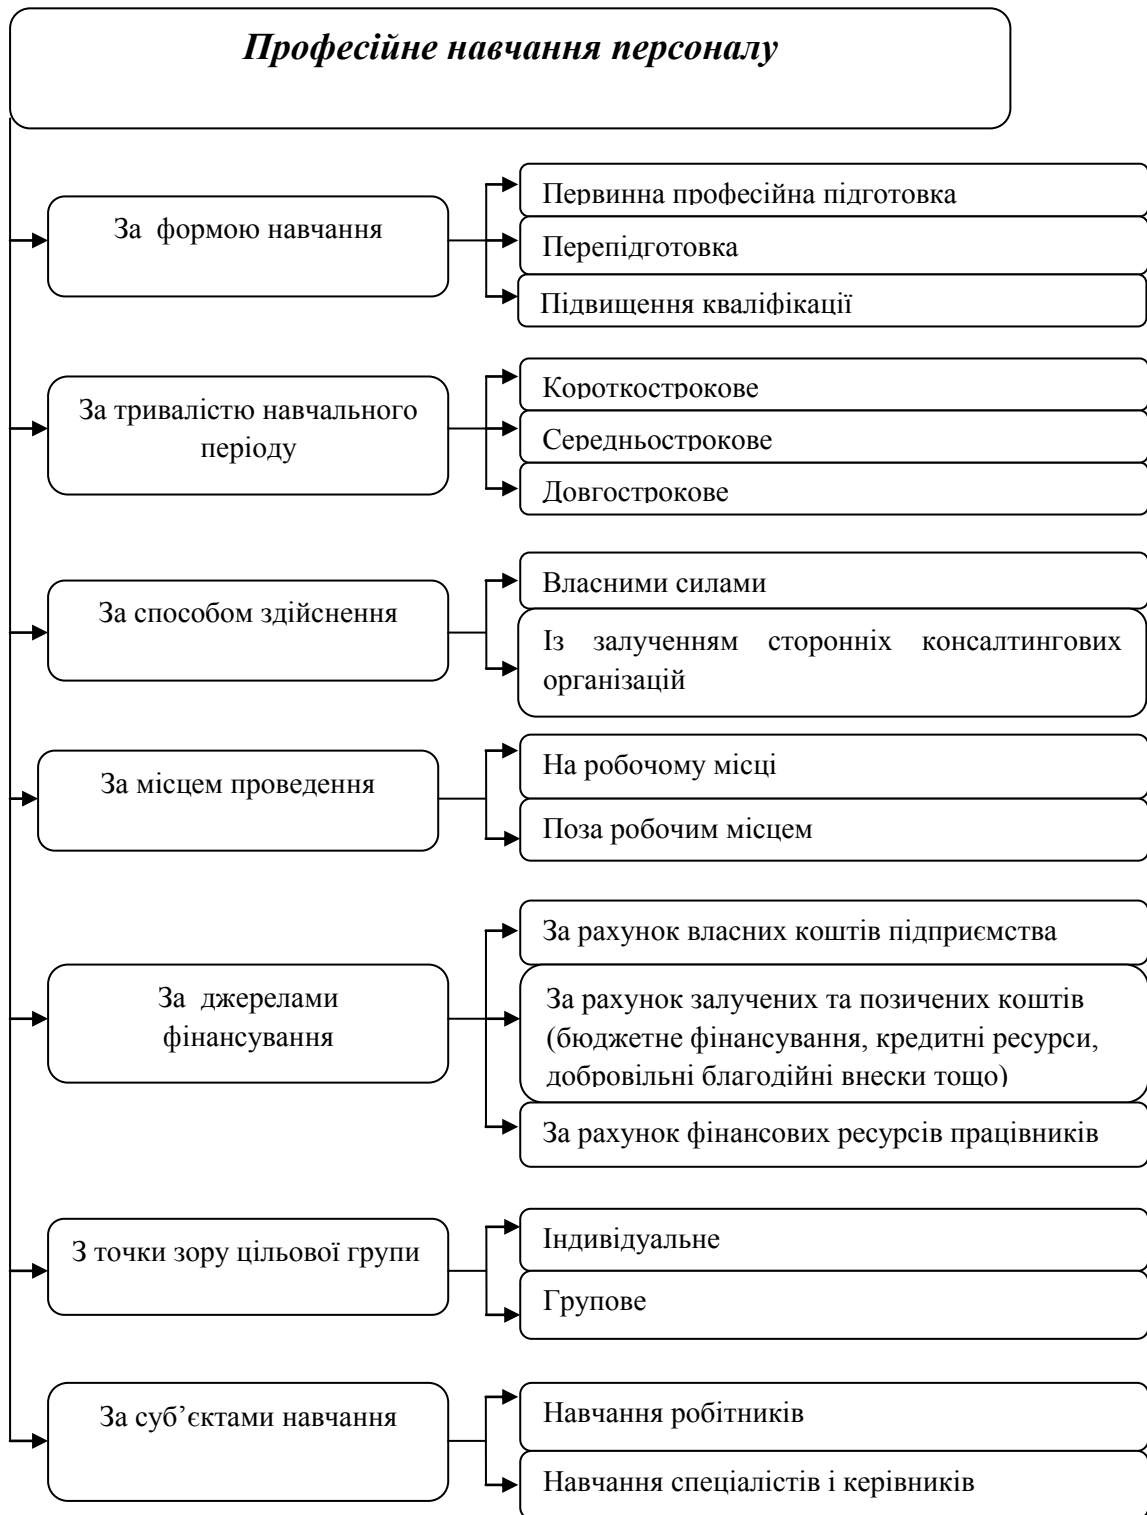 Професійне навчання персоналу
За формою навчання
Первинна професійна підготовка
Перепідготовка
Підвищення кваліфікації
За тривалістю навчального
періоду
Короткострокове
Середньострокове
Довгострокове
За способом здійснення
Власними силами
Із залученням сторонніх консалтингових
організацій
За місцем проведення
На робочому місці
Поза робочим місцем
За джерелами
фінансування
За рахунок власних коштів підприємства
За рахунок залучених та позичених коштів
(бюджетне фінансування, кредитні ресурси,
добровільні благодійні внески тощо)
За рахунок фінансових ресурсів працівників
З точки зору цільової групи
Індивідуальне
Групове
За суб’єктами навчання
Навчання робітників
Навчання спеціалістів і керівників